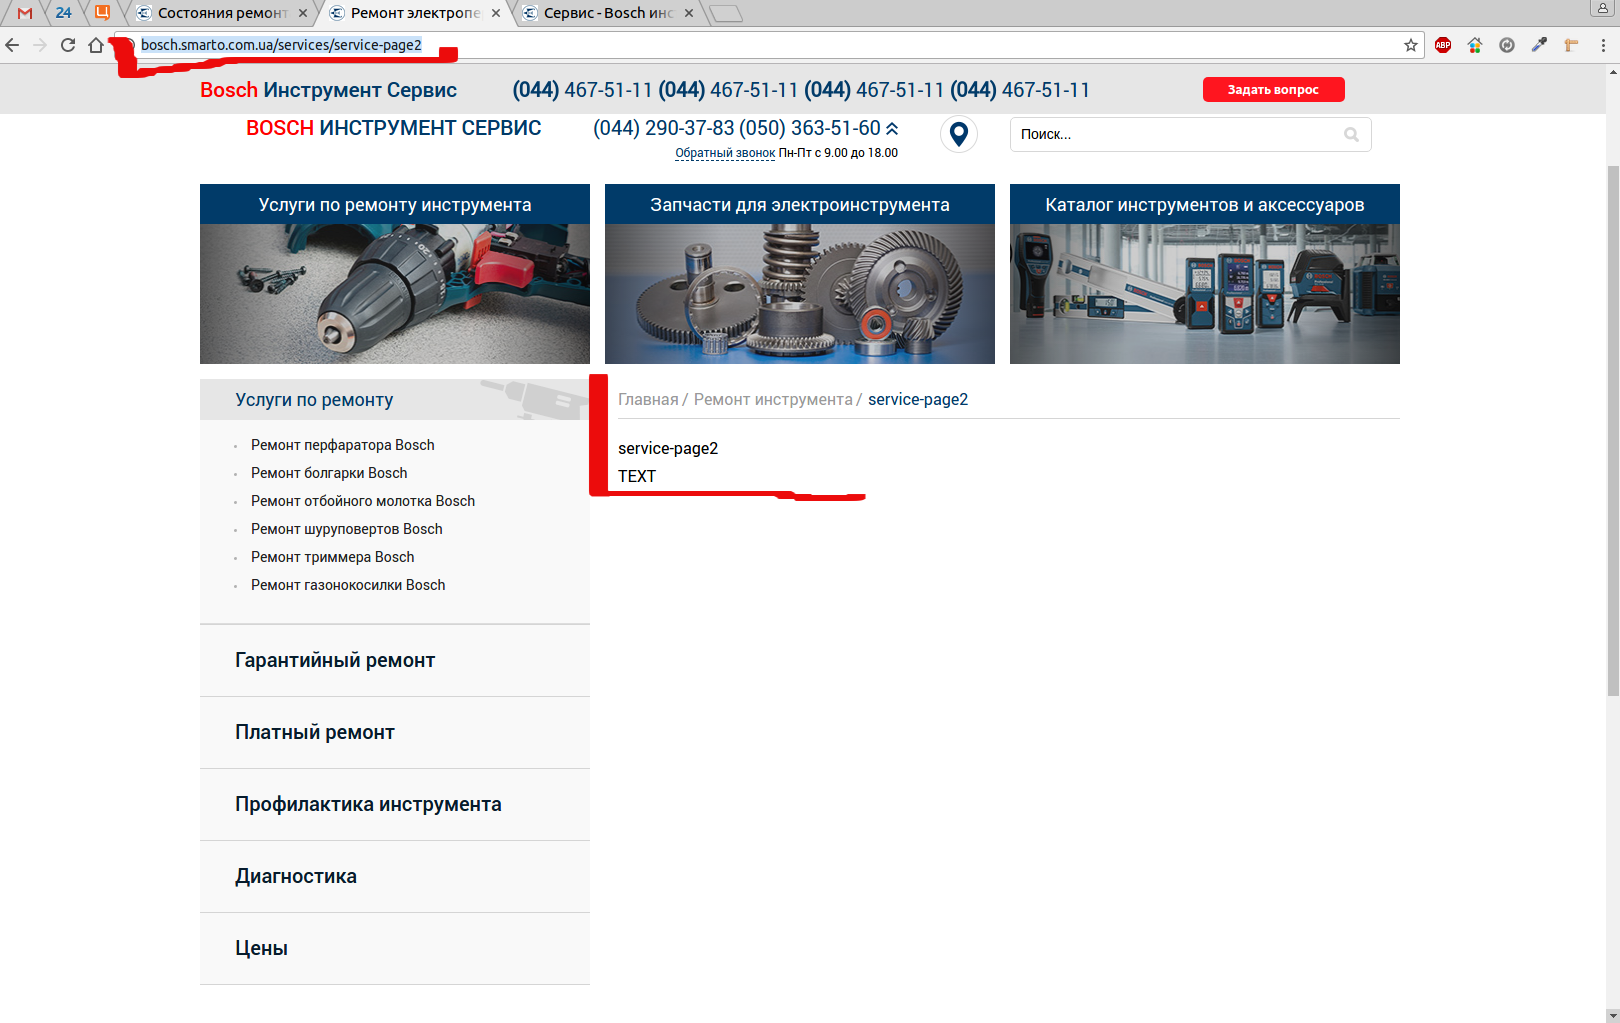 24
Состояния ремонт
Ремонт электропе
Сервис - Bosch инс
bosch.smarto.com.ua/services/service-page2
ABP
Bosch Инструмент Сервис
(044) 467-51-11 (044) 467-51-11 (044) 467-51-11 (044) 467-51-11
Задать вопрос
BOSCH ИНСТРУМЕНТ СЕРВИС
(044) 290-37-83 (050) 363-51-60
Обратный звонок Пн-Пт с 9.00 до 18.00
Поиск...
Услуги по ремонту инструмента
Запчасти для электроинструмента
Каталог инструментов и аксессуаров
Услуги по ремонту
Ремонт перфаратора Bosch
Ремонт болгарки Bosch
Ремонт отбойного молотка Bosch
Ремонт шуруповертов Bosch
Ремонт триммера Bosch
Ремонт газонокосилки Bosch
Гарантийный ремонт
Платный ремонт
Профилактика инструмента
Диагностика
Цены
Главная / Ремонт инструмента / service-page2
service-page2
TEXT